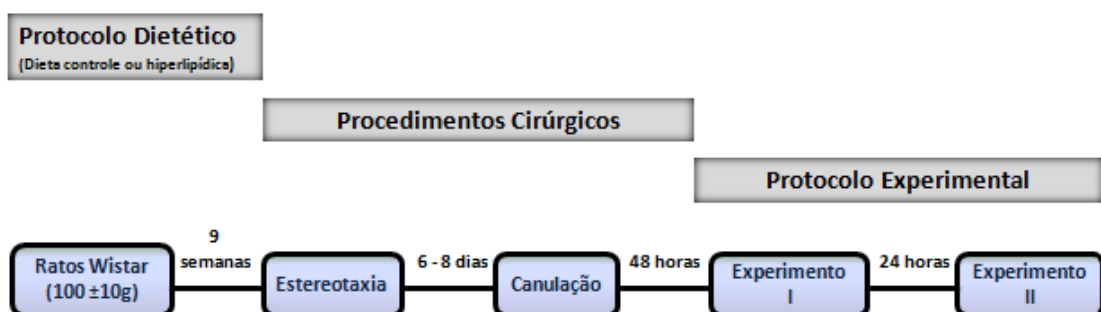 Protocolo Dietético
(Dieta controle ou hiperlipídica)
Procedimentos Cirúrgicos
Protocolo Experimental
Ratos Wistar
(100 ±10g)
9
semanas
Estereotaxia
6 - 8 dias
Canulação
48 horas
Experimento
I
24 horas
Experimento
II